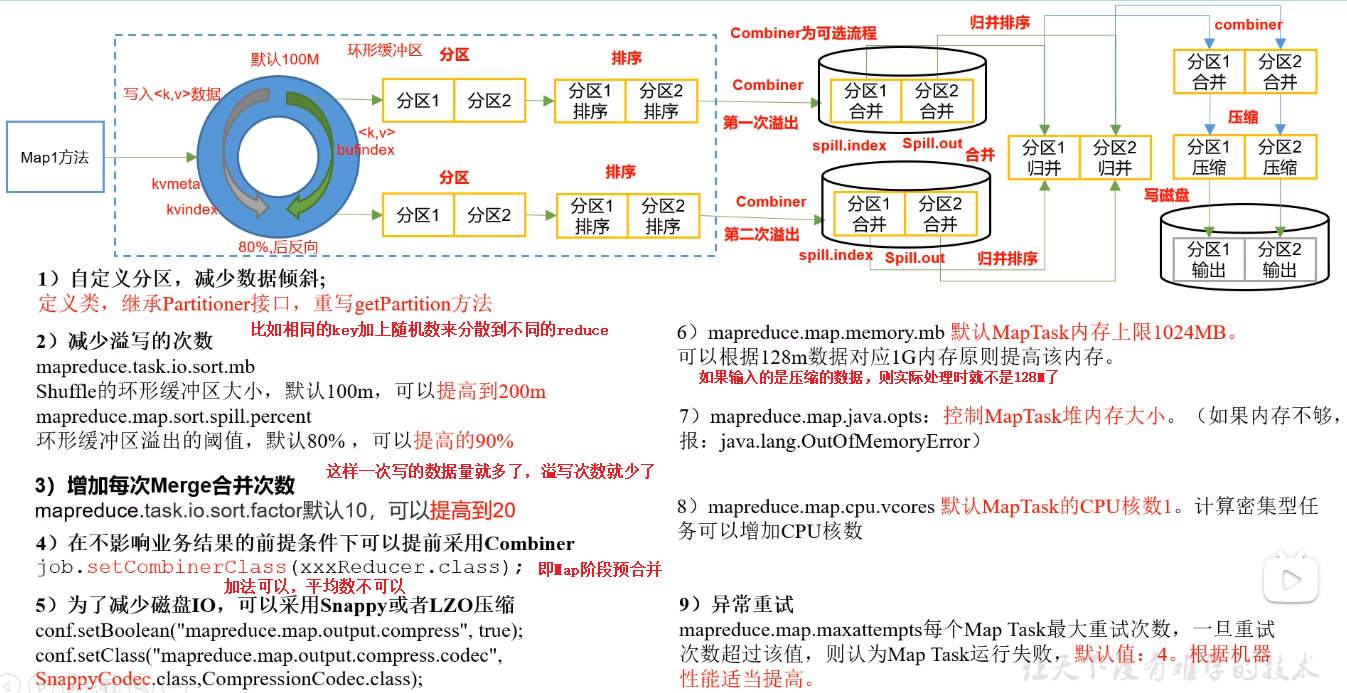 Map1方法
默认100M
环形缓冲区
写入<k,v>数据
<k,v>
bufindex
kvmeta
kvindex
80%,后反向
分区
分区1
分区2
排序
分区1
排序
分区2
排序
分区
分区1
分区2
排序
分区1
排序
分区2
排序
Combiner为可选流程
Combiner
第一次溢出
Combiner
第二次溢出
分区1
合并
分区2
合并
spill.index
Spill.out
分区1
合并
分区2
合并
spill.index
Spill.out
归并排序
合并
分区1
归并
分区2
归并
归并排序
combiner
分区1
合并
分区2
合并
压缩
分区1
压缩
分区2
压缩
写磁盘
分区1
输出
分区2
输出
1）自定义分区，减少数据倾斜;
定义类，继承Partitioner接口，重写getPartition方法
比如相同的key加上随机数来分散到不同的reduce
2）减少溢写的次数
mapreduce.task.io.sort.mb
Shuffle的环形缓冲区大小，默认100m，可以提高到200m
mapreduce.map.sort.spill.percent
环形缓冲区溢出的阈值，默认80% ，可以提高的90%
这样一次写的数据量就多了，溢写次数就少了
3）增加每次Merge合并次数
mapreduce.task.io.sort.factor默认10，可以提高到20
4）在不影响业务结果的前提条件下可以提前采用Combiner
job.setCombinerClass(xxxReducer.class);
即Map阶段预合并
加法可以，平均数不可以
5）为了减少磁盘IO，可以采用Snappy或者LZO压缩
conf.setBoolean("mapreduce.map.output.compress", true);
conf.setClass("mapreduce.map.output.compress.codec",
SnappyCodec.class,CompressionCodec.class);
6）mapreduce.map.memory.mb 默认MapTask内存上限1024MB。
可以根据128m数据对应1G内存原则提高该内存。
如果输入的是压缩的数据，则实际处理时就不是128M了
7）mapreduce.map.java.opts：控制MapTask堆内存大小。（如果内存不够，
报：java.lang.OutOfMemoryError）
8）mapreduce.map.cpu.vcores 默认MapTask的CPU核数1。计算密集型任
务可以增加CPU核数
9）异常重试
mapreduce.map.maxattempts每个Map Task最大重试次数，一旦重试
次数超过该值，则认为Map Task运行失败，默认值：4。根据机器
性能适当提高。
让天下没有难学的技术